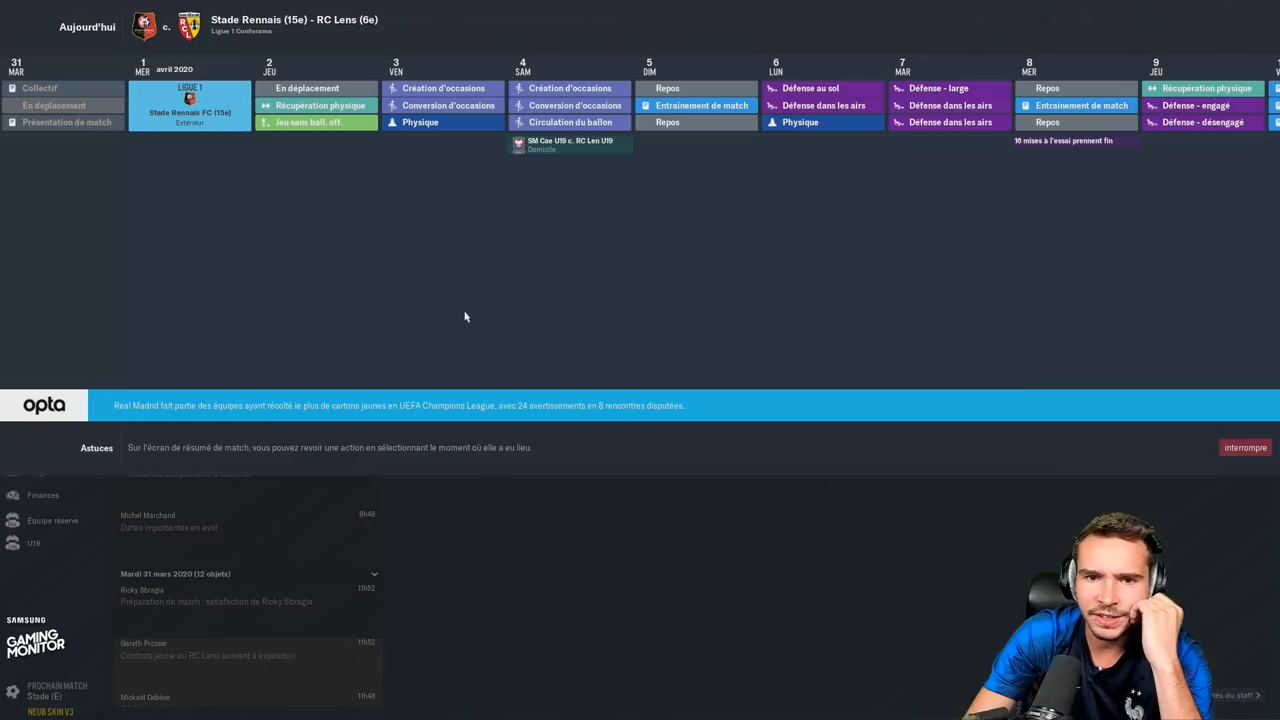 Aujourd'hui
c.
Stade Rennais (15e) - RC Lens (6e)
Ligue 1 Conforama
31
MAR
1
MER
avril 2020
2
JEU
3
VEN
4
SAM
5
DIM
6
LUN
7
MAR
8
MER
9
JEU
Collectif
En déplacement
Présentation de match
LIGUE 1
Stade Rennais FC (15e)
Extérieur
En déplacement
Récupération physique
Jeu sans ball. off.
Création d'occasions
Conversion d'occasions
Physique
Création d'occasions
Conversion d'occasions
Circulation du ballon
SM Cae U19 c. RC Len U19
Domicile
Repos
Entrainement de match
Repos
Défense au sol
Défense dans les airs
Physique
Défense - large
Défense dans les airs
Défense dans les airs
Repos
Entrainement de match
Repos
16 mises à l'essai prennent fin
Récupération physique
Défense - engagé
Défense - désengagé
opta
Real Madrid fait partie des équipes ayant récolté le plus de cartons jaunes en UEFA Champions League, avec 24 avertissements en 8 rencontres disputées.
Astuces
Sur l'écran de résumé de match, vous pouvez revoir une action en sélectionnant le moment où elle a eu lieu.
interrompre
Finances
Équipe réserve
U19
Michel Marchand
8h48
Dates importantes en avril
Mardi 31 mars 2020 (12 objets)
Ricky Sbragia
11h52
Préparation de match : satisfaction de Ricky Sbragia
Gareth Prosser
11h52
Contrats jeune au RC Lens arrivant à expiration
Mickaël Debève
11h48
SAMSUNG
GAMING
MONITOR
PROCHAIN MATCH
Stade (E)
NEUB SKIN V3
du staff